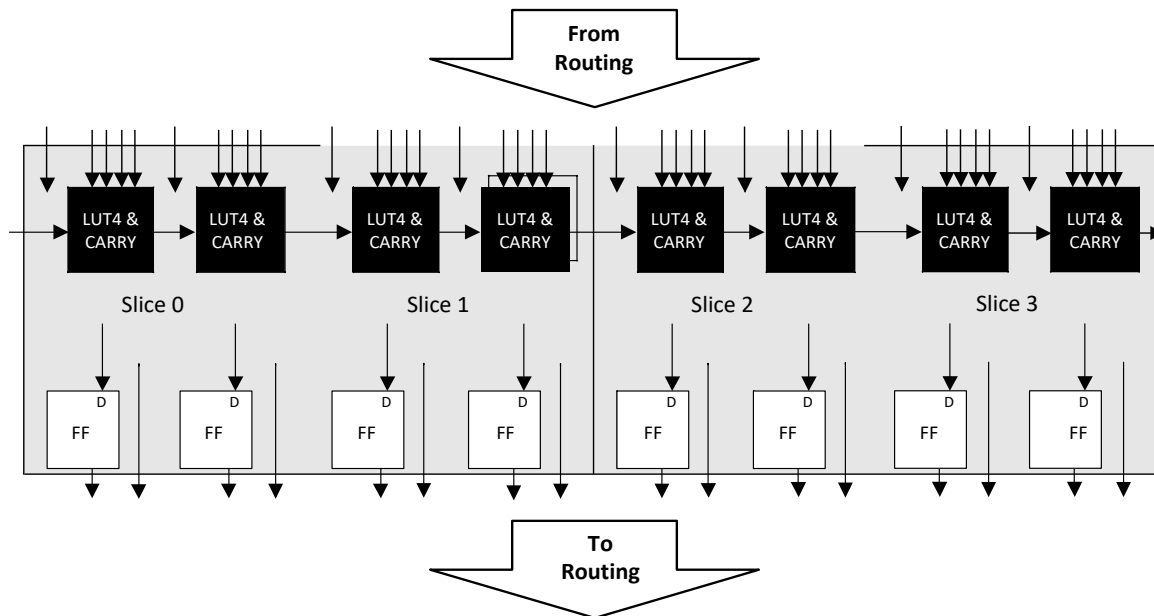 From
Routing
LUT4 &
CARRY
LUT4 &
CARRY
LUT4 &
CARRY
LUT4 &
CARRY
LUT4 &
CARRY
LUT4 &
CARRY
LUT4 &
CARRY
LUT4 &
CARRY
Slice 0
Slice 1
Slice 2
Slice 3
D
FF
D
FF
D
FF
D
FF
D
FF
D
FF
D
FF
D
FF
To
Routing